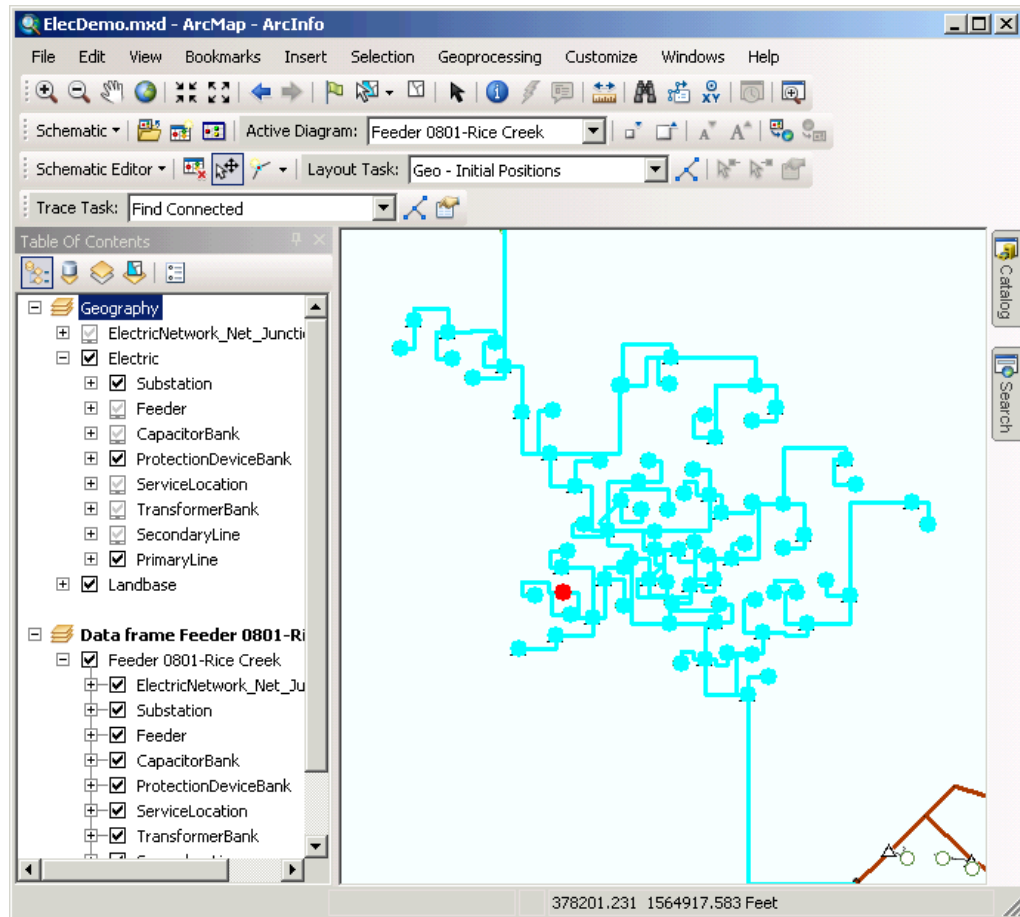 ElecDemo.mxd - ArcMap - ArcInfo
File Edit View Bookmarks Insert Selection Geoprocessing Customize Windows Help
Schematic Active Diagram: Feeder 0801-Rice Creek
Schematic Editor Layout Task: Geo - Initial Positions
Trace Task: Find Connected
Table Of Contents
Geography
ElectricNetwork_Net_Juncti
Electric
Substation
Feeder
CapacitorBank
ProtectionDeviceBank
ServiceLocation
TransformerBank
SecondaryLine
PrimaryLine
Landbase
Data frame Feeder 0801-Ri
Feeder 0801-Rice Creek
ElectricNetwork_Net_Ju
Substation
Feeder
CapacitorBank
ProtectionDeviceBank
ServiceLocation
TransformerBank
Catalog
Search
378201.231 1564917.583 Feet